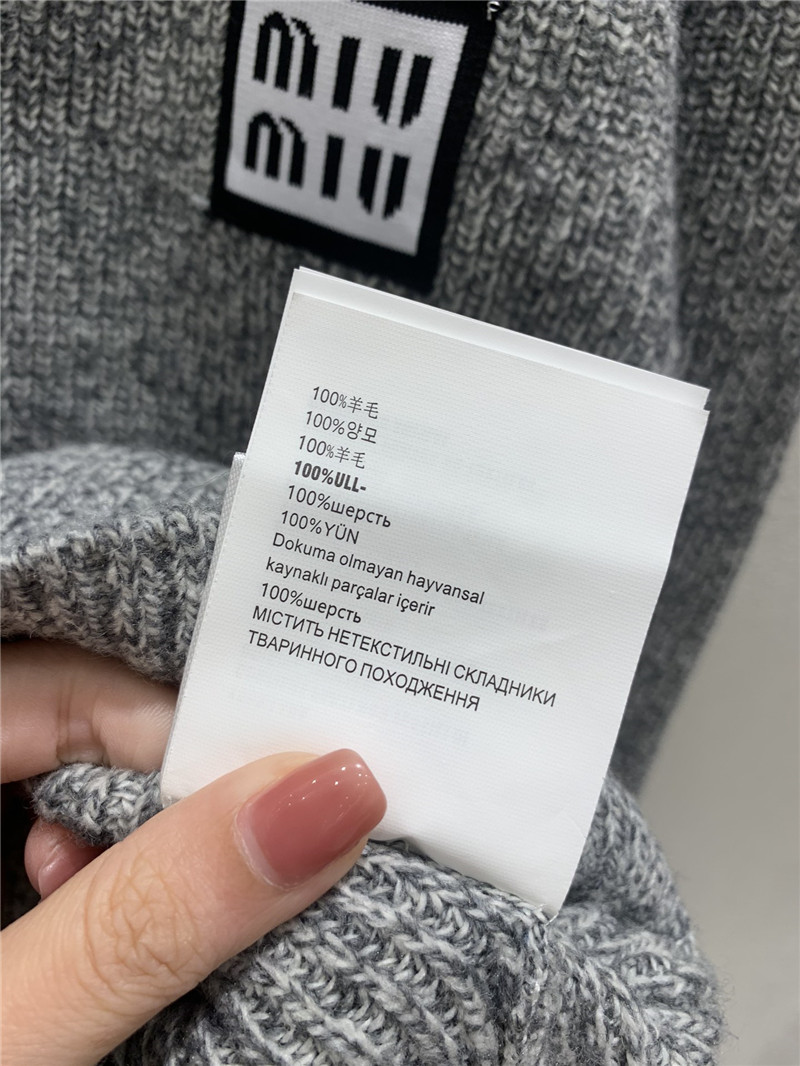 MIU
MIU
100%羊毛
100%양모
100%羊毛
100%ULL-
100%шерсть
100%YÜN
Dokuma olmayan hayvansal
kaynaklı parçalar içerir
100%шерсть
МІСТИТЬ НЕТЕКСТИЛЬНІ СКЛАДНИКИ
ТВАРИННОГО ПОХОДЖЕННЯ